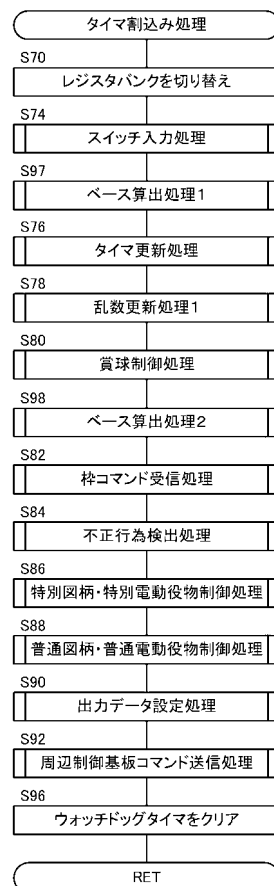 タイマ割込み処理
S70
レジスタバンクを切り替え
S74
スイッチ入力処理
S97
ベース算出処理1
S76
タイマ更新処理
S78
乱数更新処理1
S80
賞球制御処理
S98
ベース算出処理2
S82
枠コマンド受信処理
S84
不正行為検出処理
S86
特別図柄・特別電動役物制御処理
S88
普通図柄・普通電動役物制御処理
S90
出力データ設定処理
S92
周辺制御基板コマンド送信処理
S96
ウォッチドッグタイマをクリア
RET